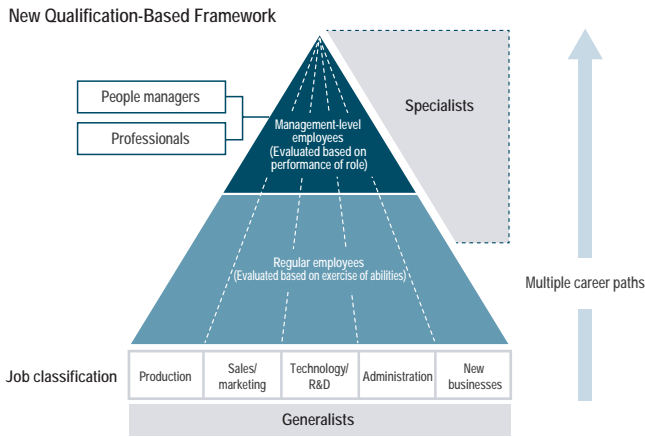 New Qualification-Based Framework
People managers
Professionals
Management-level
employees
(Evaluated based on
performance of role)
Specialists
Regular employees
(Evaluated based on exercise of abilities)
Multiple career paths
Job classification
Production
Sales/
marketing
Technology/
R&D
Administration
New
businesses
Generalists